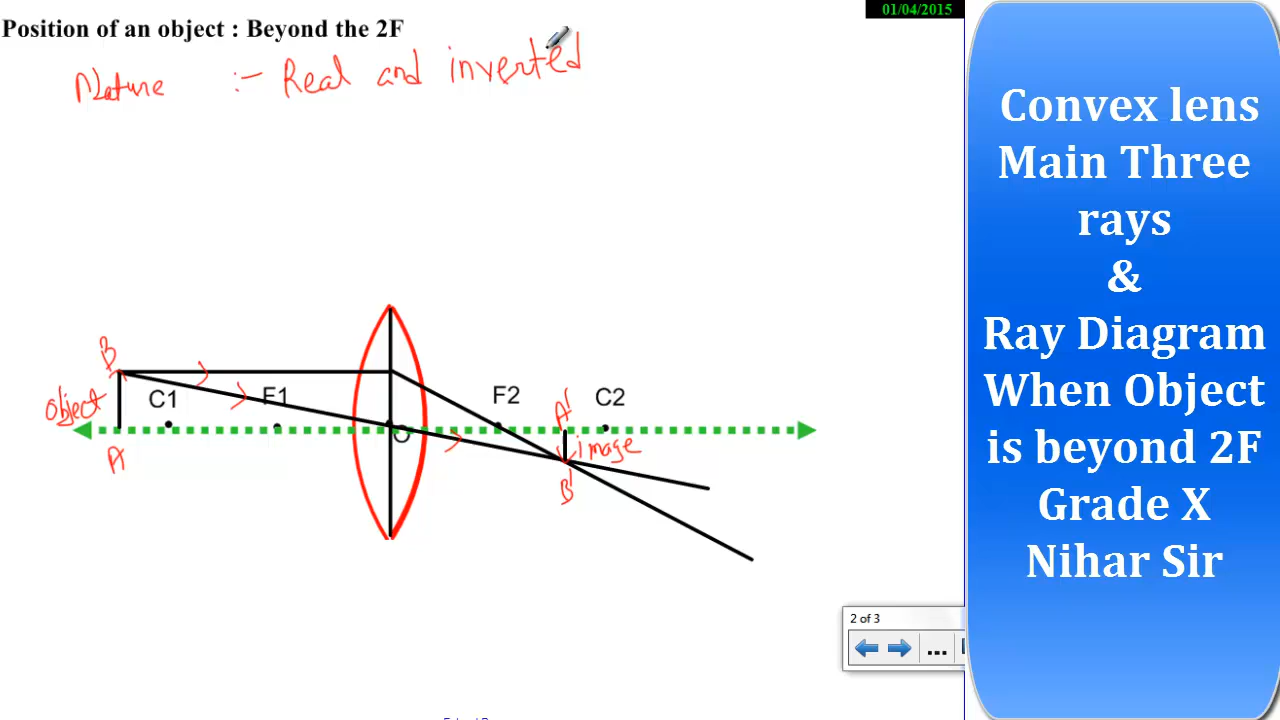 01/04/2015
Position of an object : Beyond the 2F
Nature :- Real and inverted
B
object
C1
F1
F2
A'
C2
O
A
image
B'
2 of 3
...
Convex lens
Main Three
rays
&
Ray Diagram
When Object
is beyond 2F
Grade X
Nihar Sir